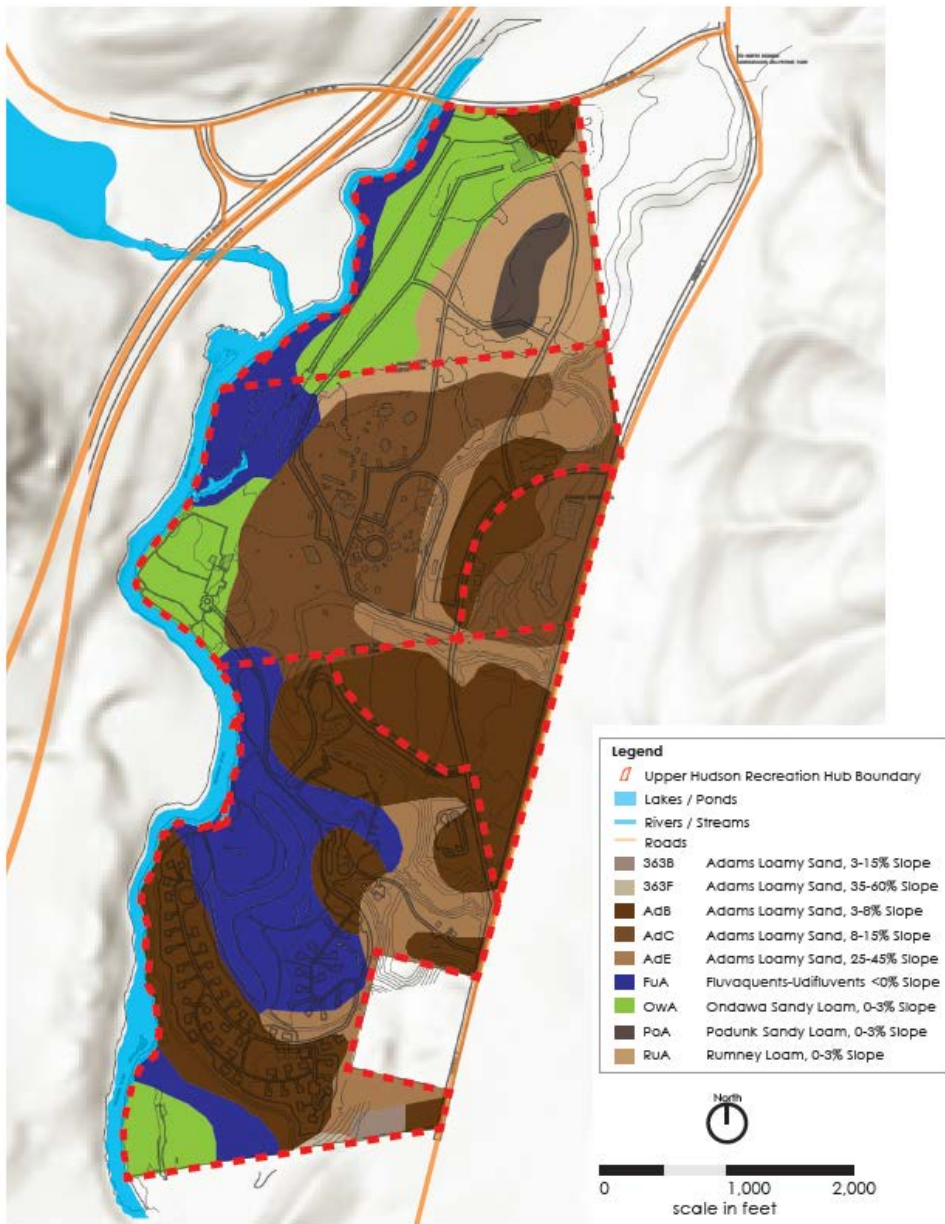 Legend
Upper Hudson Recreation Hub Boundary
Lakes / Ponds
Rivers / Streams
Roads
363B Adams Loamy Sand, 3-15% Slope
363F Adams Loamy Sand, 35-60% Slope
AdB Adams Loamy Sand, 3-8% Slope
AdC Adams Loamy Sand, 8-15% Slope
AdE Adams Loamy Sand, 25-45% Slope
FuA Fluvaquents-Udifluvents <0% Slope
OwA Ondawa Sandy Loam, 0-3% Slope
PoA Podunk Sandy Loam, 0-3% Slope
RuA Rumney Loam, 0-3% Slope
North
0 1,000 2,000
scale in feet